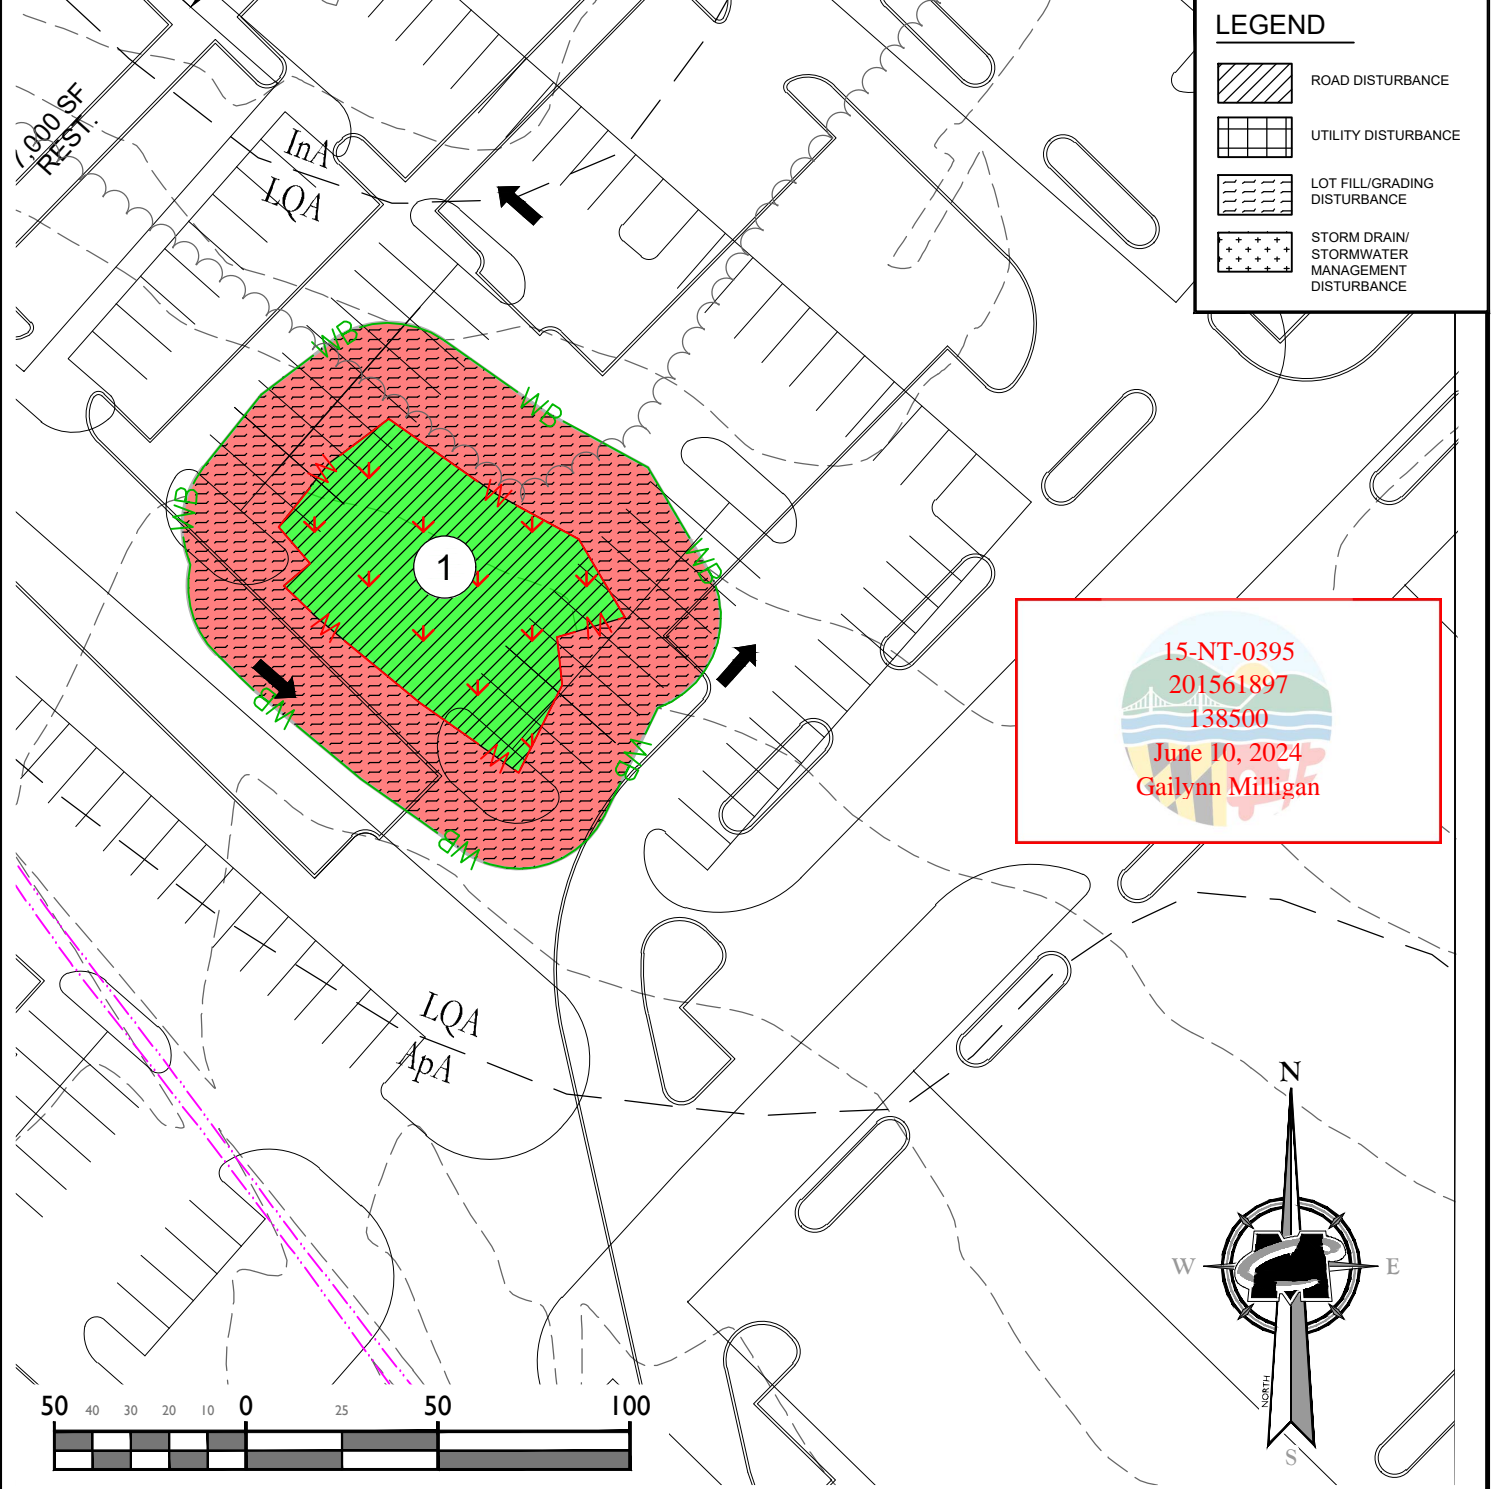 LEGEND
ROAD DISTURBANCE
UTILITY DISTURBANCE
LOT FILL/GRADING
DISTURBANCE
STORM DRAIN/
STORMWATER
MANAGEMENT
DISTURBANCE
7,000 SF
REST.
InA
LQA
WB
WB
WB
W
W
WB
1
W
W
WB
W
WB
WB
15-NT-0395
201561897
138500
June 10, 2024
Gailynn Milligan
LQA
ApA
N
W E
NORTH
S
50 40 30 20 10 0 25 50 100